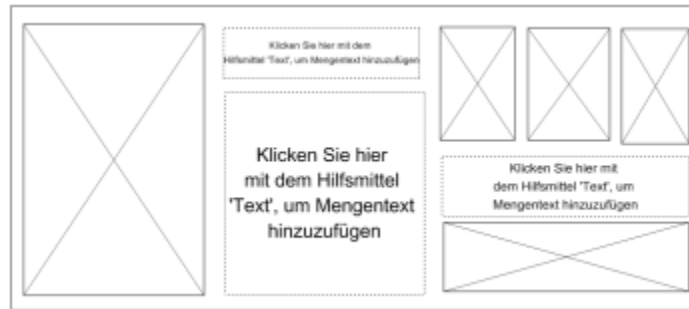 Klicken Sie hier mit dem
Hilfsmittel 'Text', um Mengentext hinzuzufügen
Klicken Sie hier
mit dem Hilfsmittel
'Text', um Mengentext
hinzuzufügen
Klicken Sie hier mit
dem Hilfsmittel 'Text', um
Mengentext hinzuzufügen